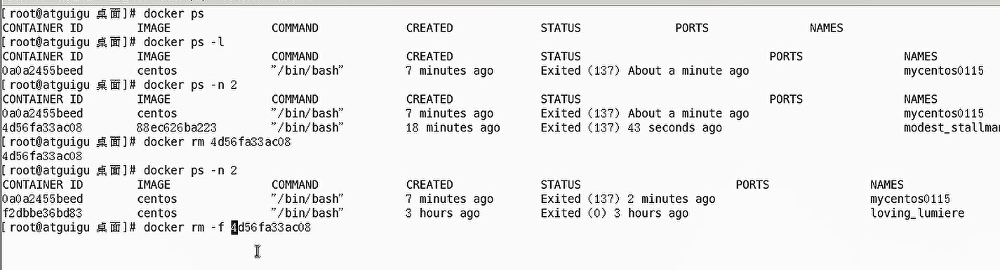 [root@atguigu 桌面]# docker ps
CONTAINER ID IMAGE COMMAND CREATED STATUS PORTS NAMES
[root@atguigu 桌面]# docker ps -l
CONTAINER ID IMAGE COMMAND CREATED STATUS PORTS NAMES
0a0a2455beed centos "/bin/bash" 7 minutes ago Exited (137) About a minute ago mycentos0115
[root@atguigu 桌面]# docker ps -n 2
CONTAINER ID IMAGE COMMAND CREATED STATUS PORTS NAMES
0a0a2455beed centos "/bin/bash" 7 minutes ago Exited (137) About a minute ago mycentos0115
4d56fa33ac08 88ec626ba223 "/bin/bash" 18 minutes ago Exited (137) 43 seconds ago modest_stallma
[root@atguigu 桌面]# docker rm 4d56fa33ac08
4d56fa33ac08
[root@atguigu 桌面]# docker ps -n 2
CONTAINER ID IMAGE COMMAND CREATED STATUS PORTS NAMES
0a0a2455beed centos "/bin/bash" 7 minutes ago Exited (137) 2 minutes ago mycentos0115
f2dbbe36bd83 centos "/bin/bash" 3 hours ago Exited (0) 3 hours ago loving_lumiere
[root@atguigu 桌面]# docker rm -f 4d56fa33ac08